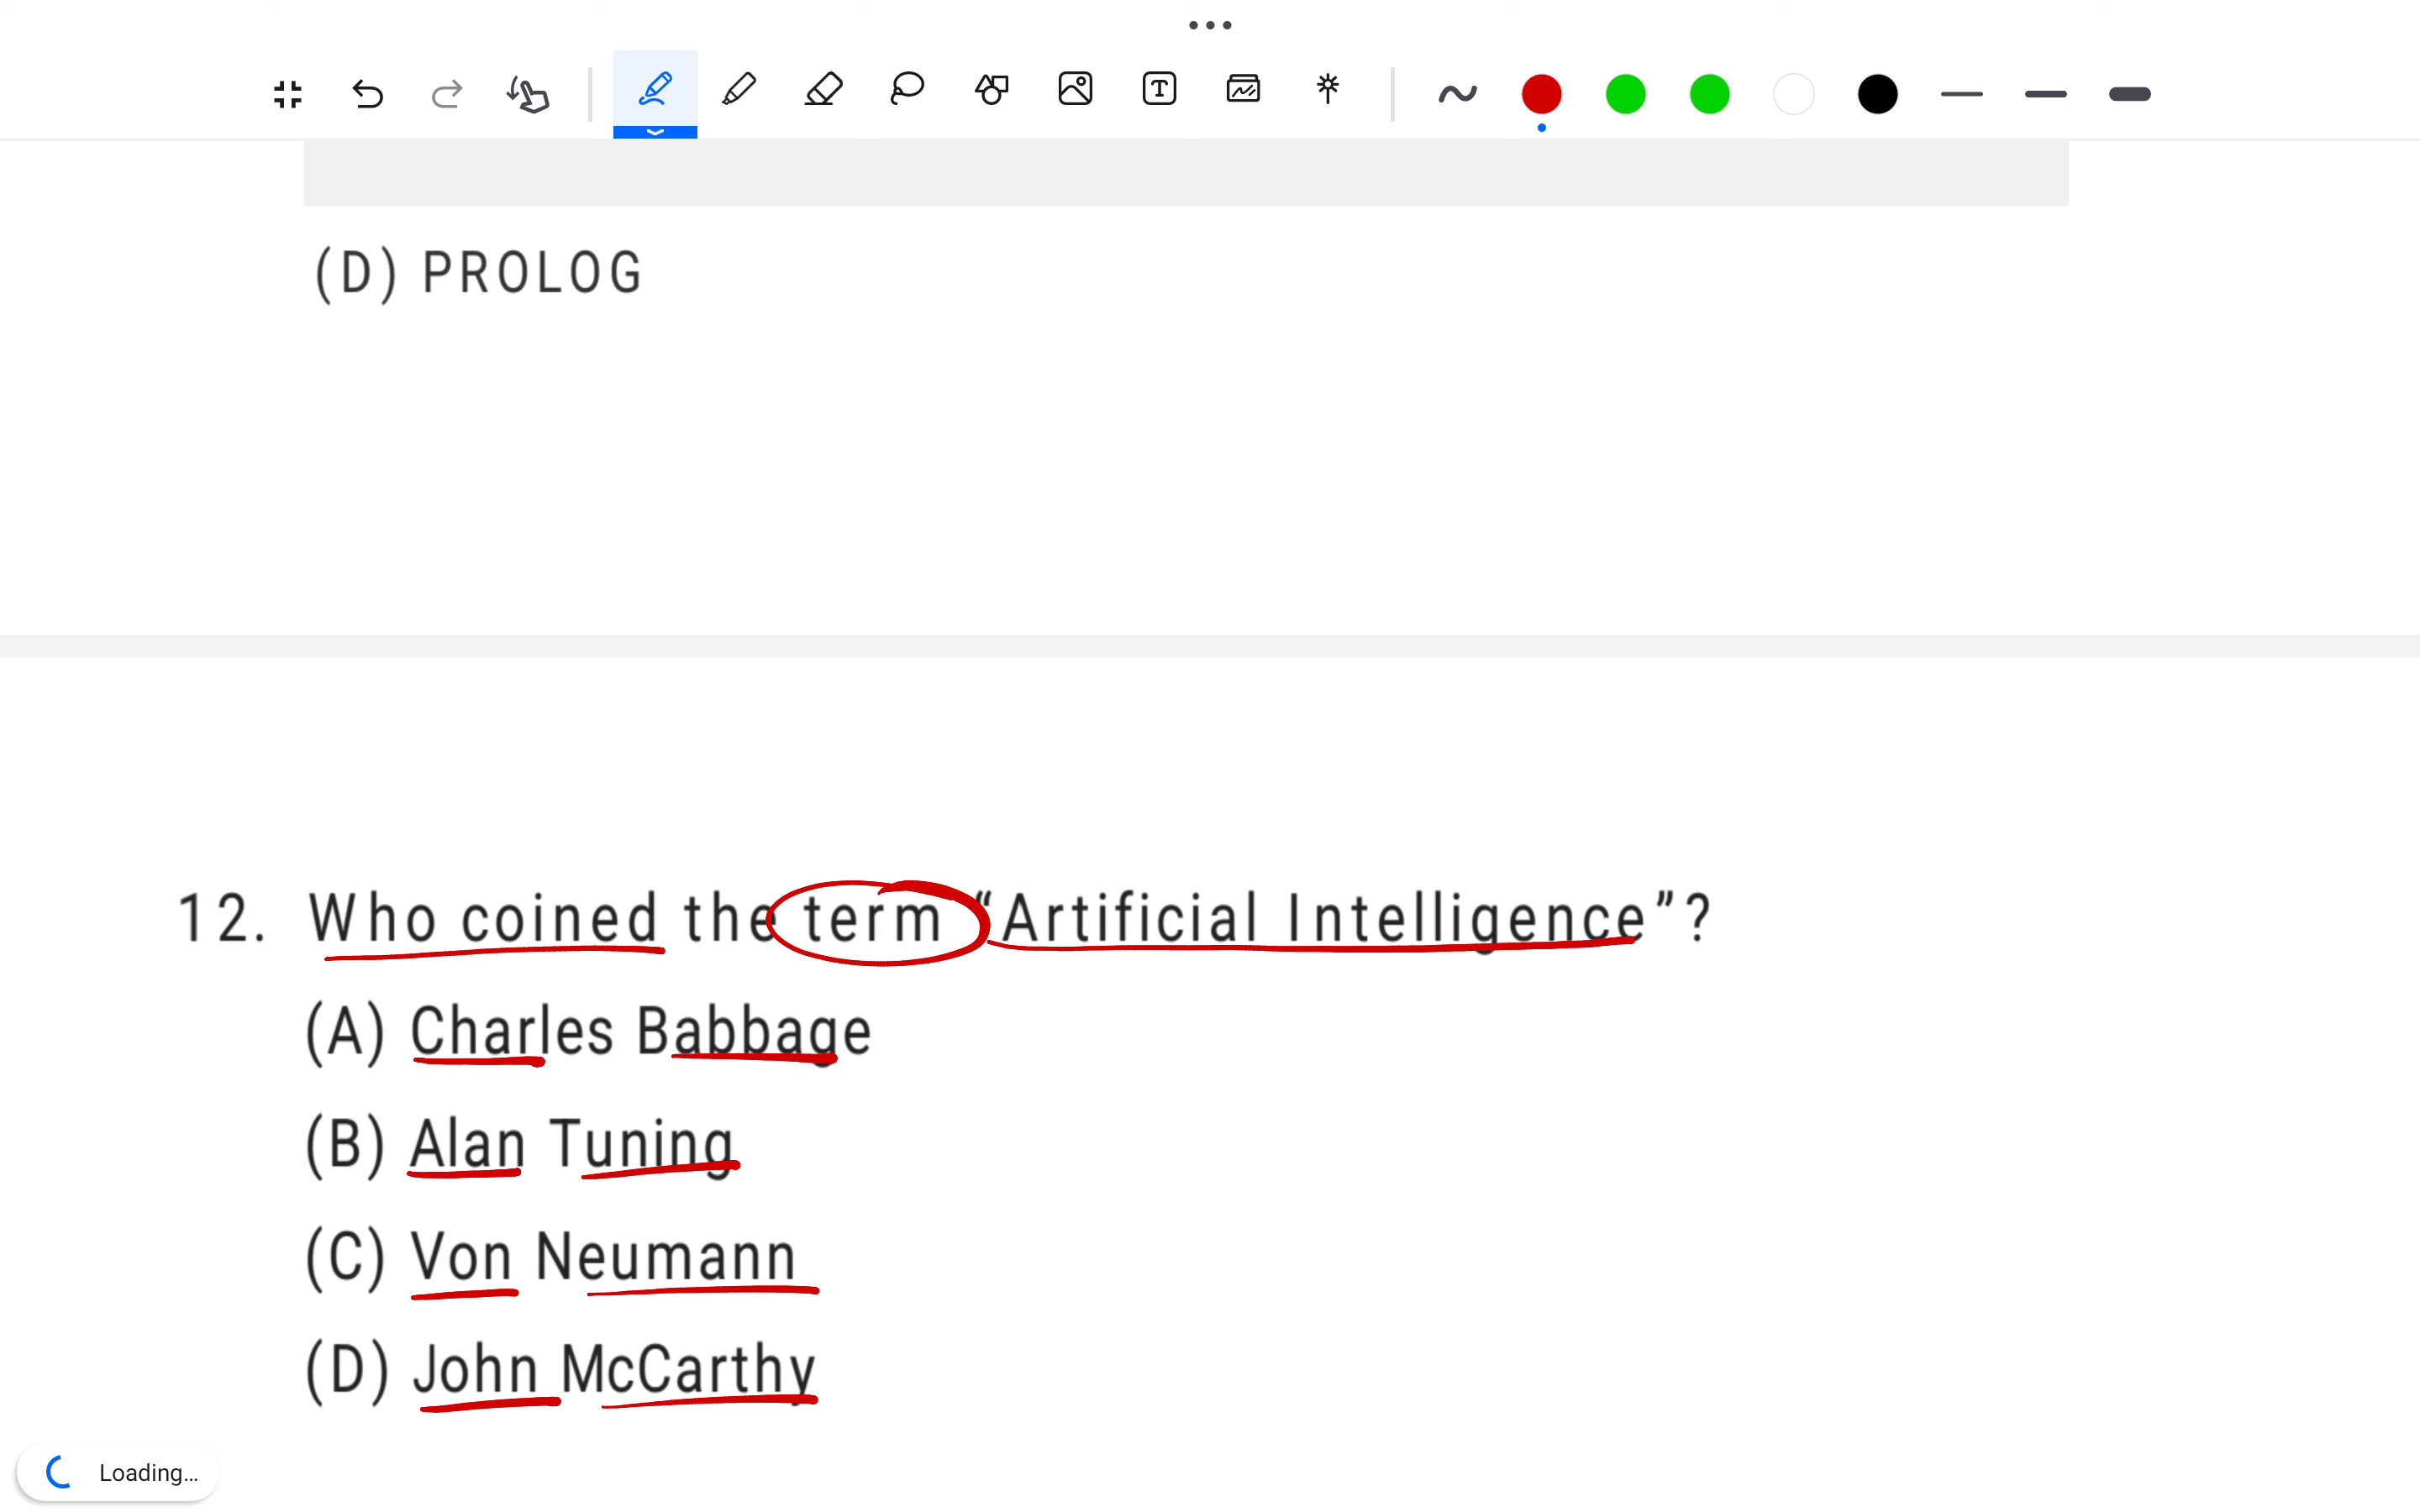 (D) PROLOG
12. Who coined the term “Artificial Intelligence”?
(A) Charles Babbage
(B) Alan Tuning
(C) Von Neumann
(D) John McCarthy
Loading...